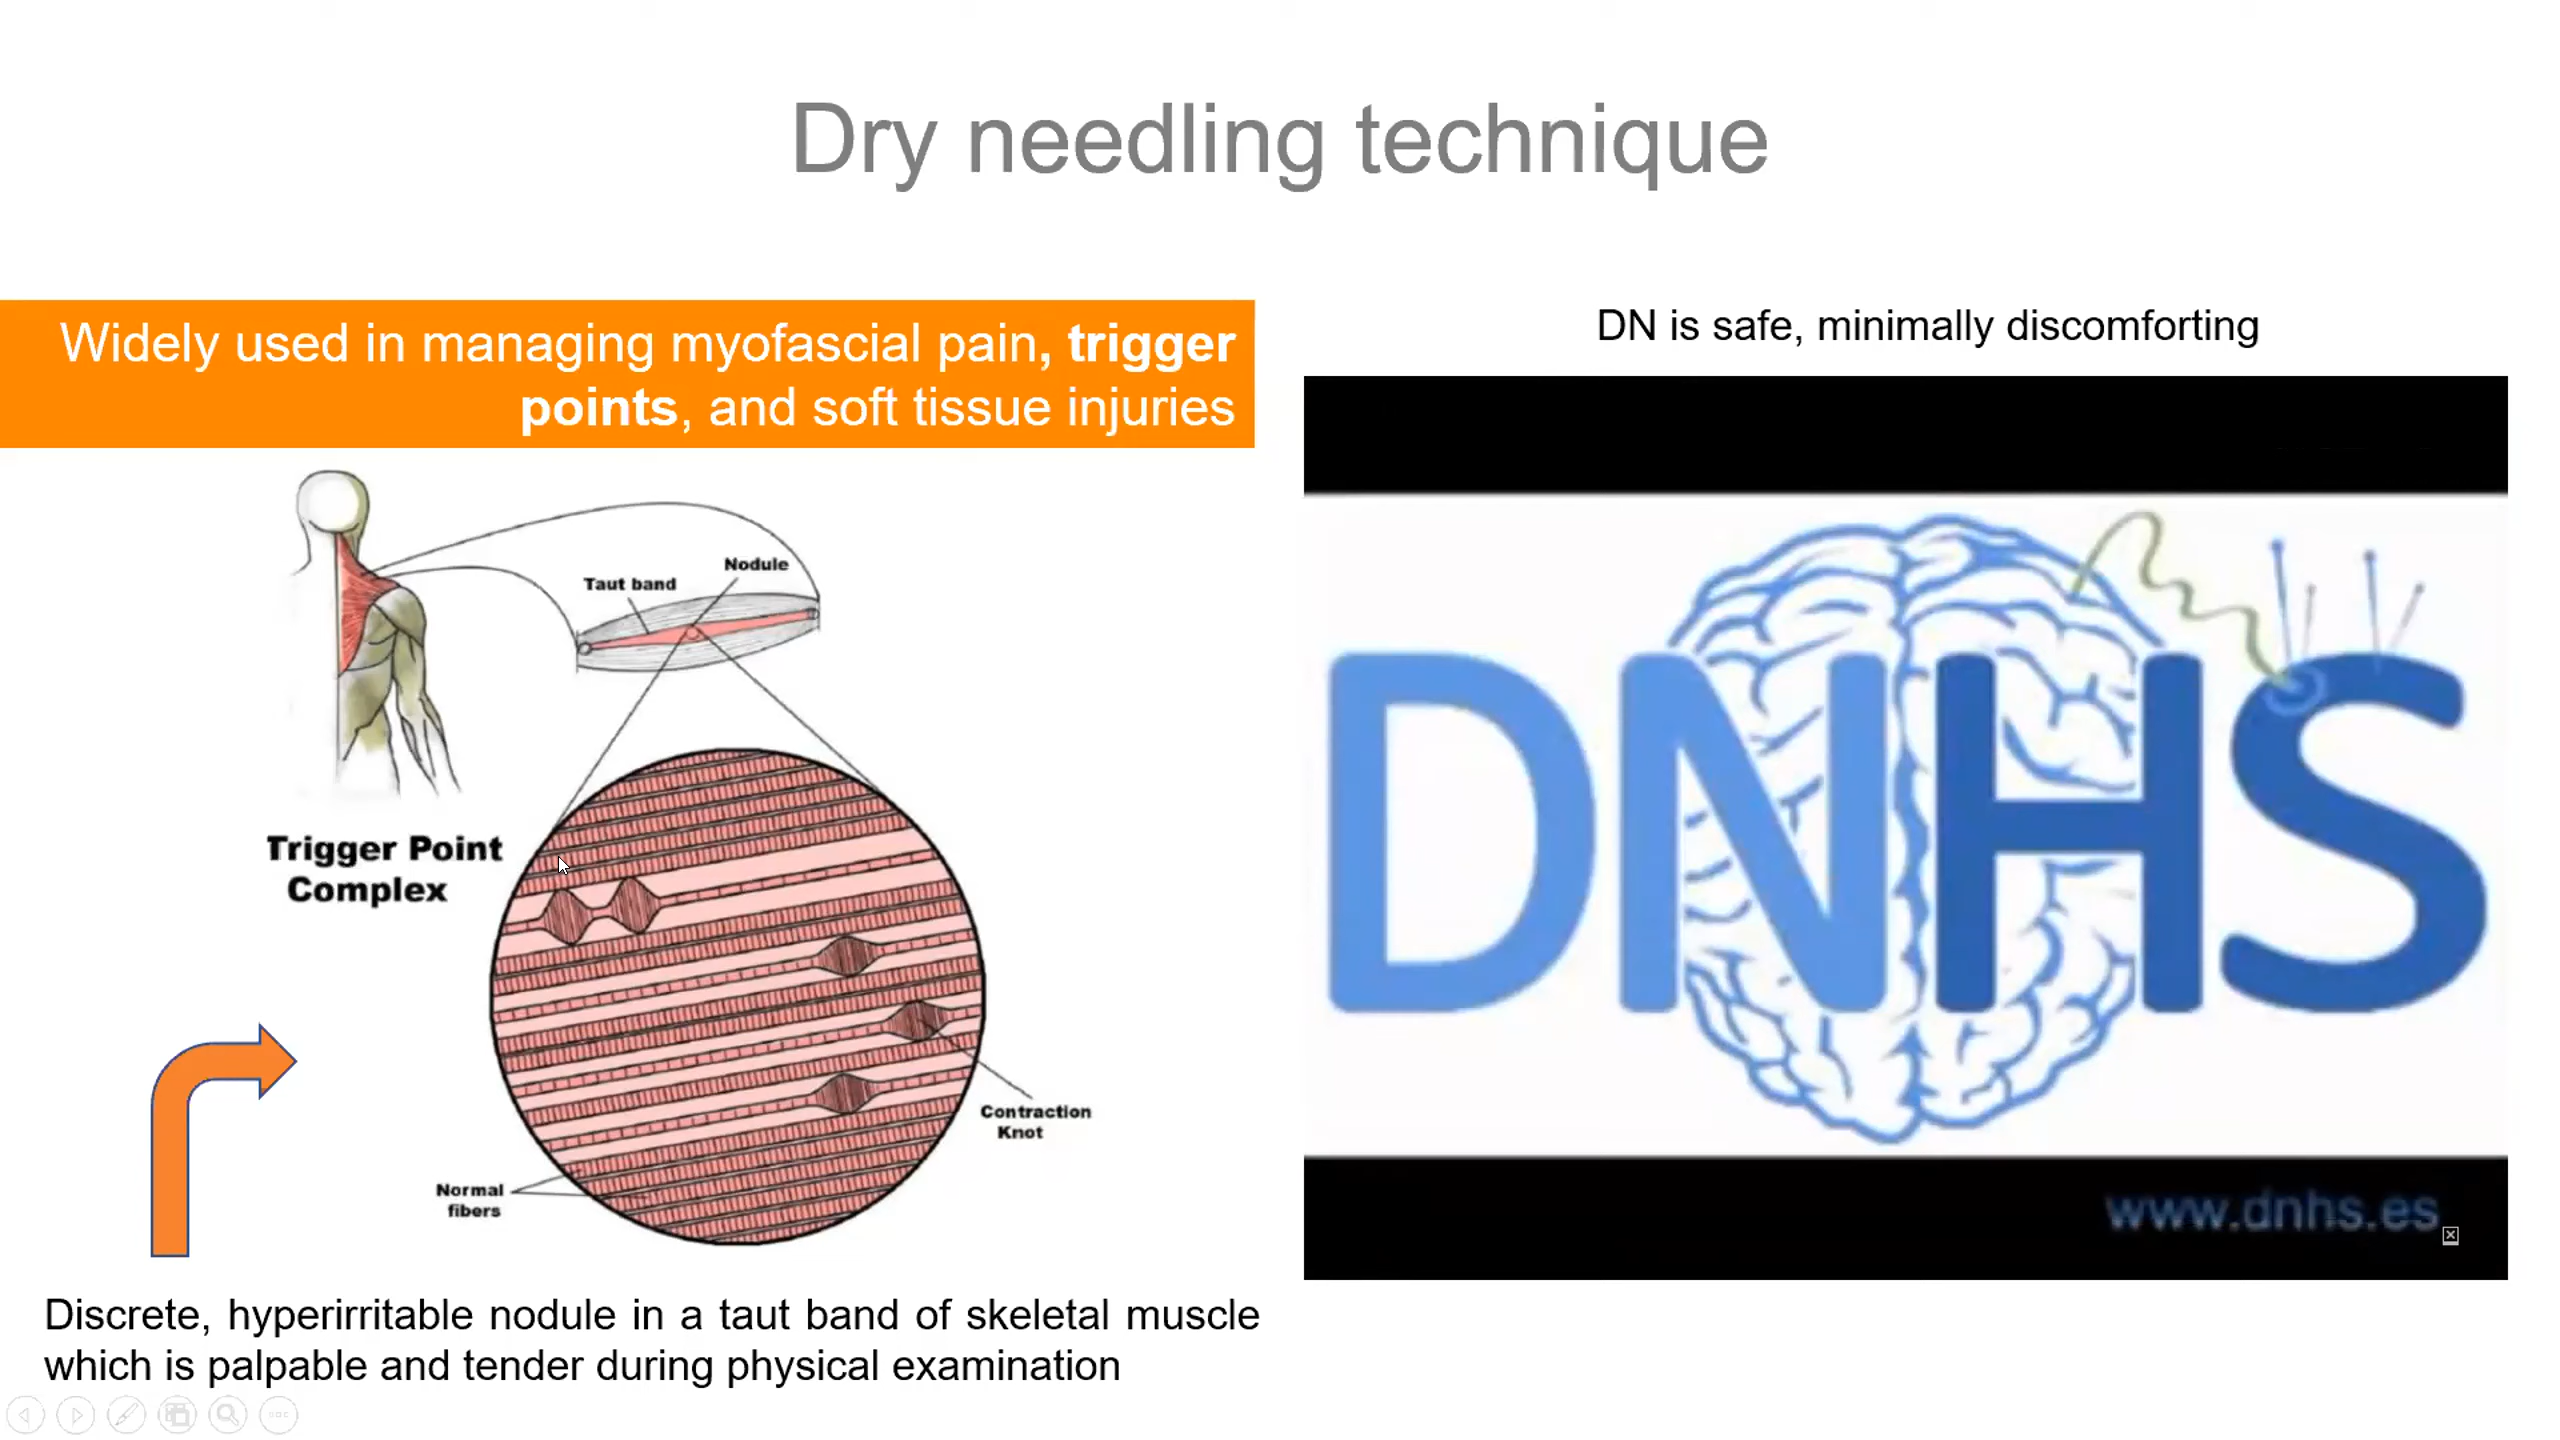 Dry needling technique
Widely used in managing myofascial pain, trigger
points, and soft tissue injuries
DN is safe, minimally discomforting
Nodule
Taut band
Trigger Point
Complex
Contraction
Knot
Normal
fibers
DNHS
www.dnhs.es
Discrete, hyperirritable nodule in a taut band of skeletal muscle
which is palpable and tender during physical examination